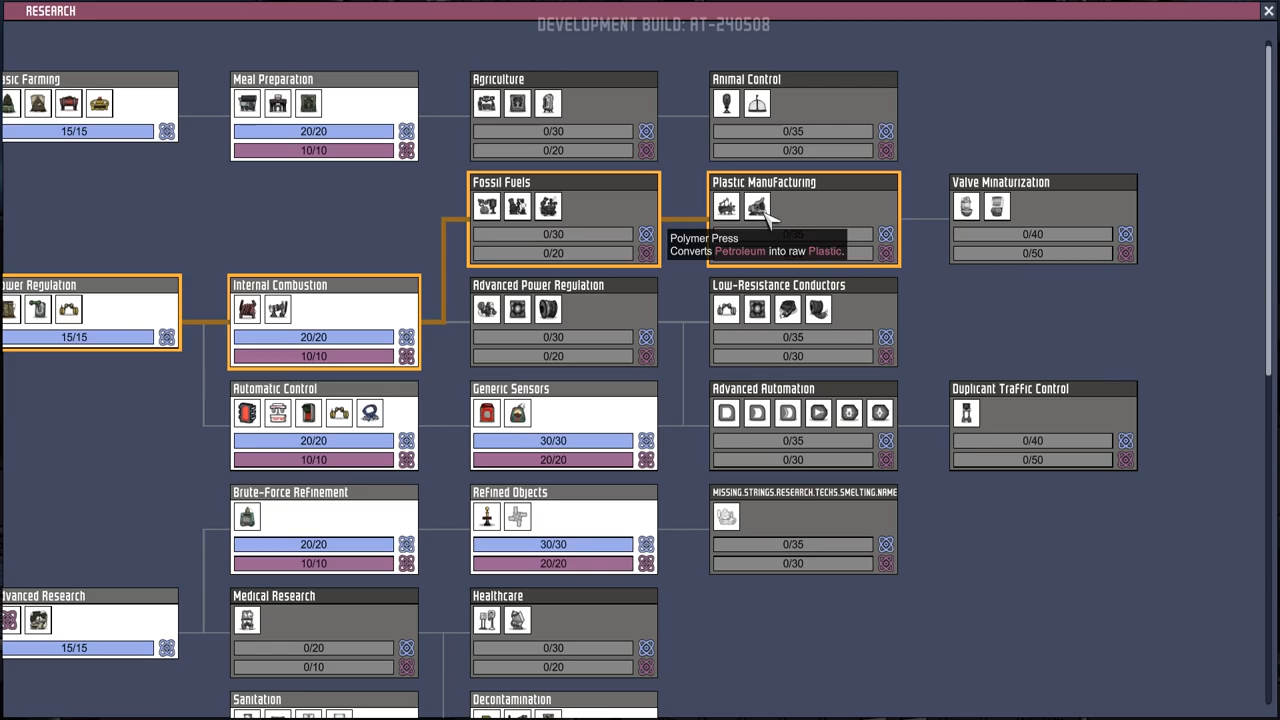 RESEARCH
DEVELOPMENT BUILD: AT-240508
asic Farming
15/15
Meal Preparation
20/20
10/10
Agriculture
0/30
0/20
Animal Control
0/35
0/30
Fossil Fuels
0/30
0/20
Plastic Manufacturing
0/35
Valve Minaturization
0/40
0/50
Polymer Press
Converts Petroleum into raw Plastic.
ower Regulation
15/15
Internal Combustion
20/20
10/10
Advanced Power Regulation
0/30
0/20
Low-Resistance Conductors
0/35
0/30
Automatic Control
20/20
10/10
Generic Sensors
30/30
20/20
Advanced Automation
0/35
0/30
Duplicant Traffic Control
0/40
0/50
Brute-Force Refinement
20/20
10/10
Refined Objects
30/30
20/20
MISSING.STRINGS.RESEARCH.TECHS.SMELTING.NAME
0/35
0/30
dvanced Research
15/15
Medical Research
0/20
0/10
Healthcare
0/30
0/20
Sanitation
Decontamination